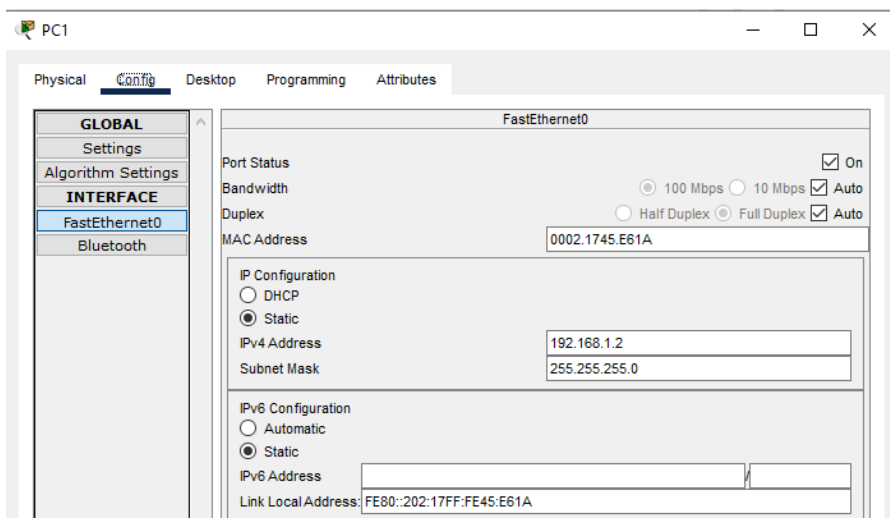 PC1
Physical Config Desktop Programming Attributes
GLOBAL
Settings
Algorithm Settings
INTERFACE
FastEthernet0
Bluetooth
FastEthernet0
Port Status On
Bandwidth 100 Mbps 10 Mbps Auto
Duplex Half Duplex Full Duplex Auto
MAC Address 0002.1745.E61A
IP Configuration
DHCP
Static
IPv4 Address 192.168.1.2
Subnet Mask 255.255.255.0
IPv6 Configuration
Automatic
Static
IPv6 Address /
Link Local Address: FE80::202:17FF:FE45:E61A